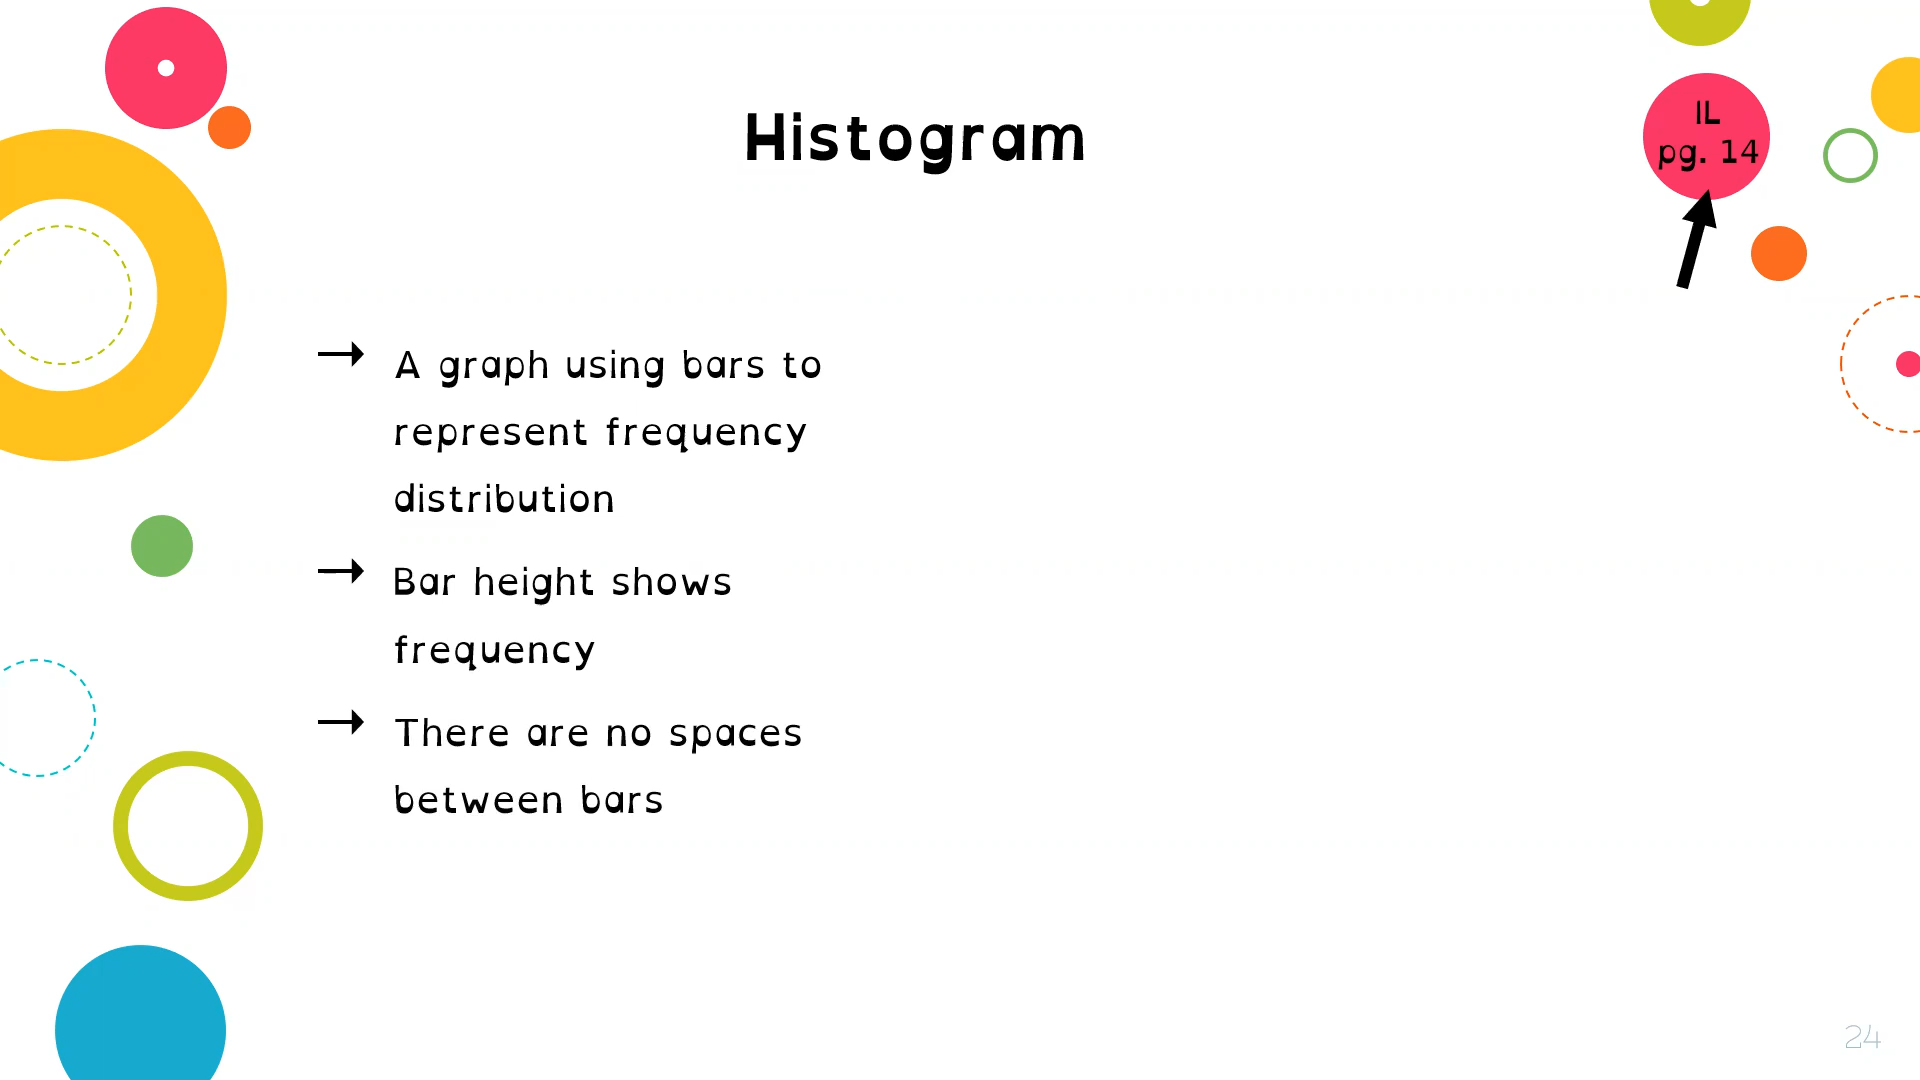 Histogram
IL
pg. 14
A graph using bars to
represent frequency
distribution
Bar height shows
frequency
There are no spaces
between bars
24